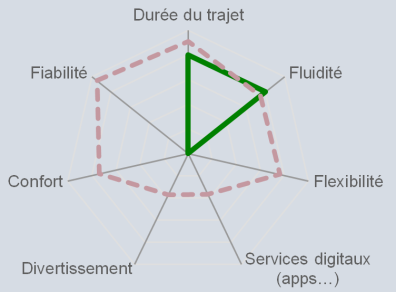 Durée du trajet
Fiabilité
Fluidité
Confort
Flexibilité
Divertissement
Services digitaux
(apps…)